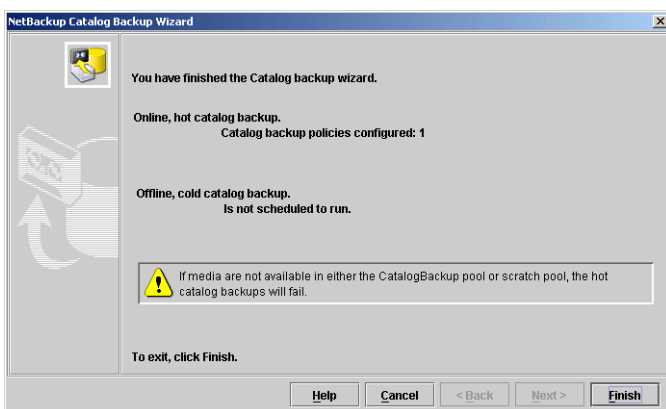 NetBackup Catalog Backup Wizard
You have finished the Catalog backup wizard.
Online, hot catalog backup.
Catalog backup policies configured: 1
Offline, cold catalog backup.
Is not scheduled to run.
If media are not available in either the CatalogBackup pool or scratch pool, the hot
catalog backups will fail.
To exit, click Finish.
Help Cancel < Back Next > Finish